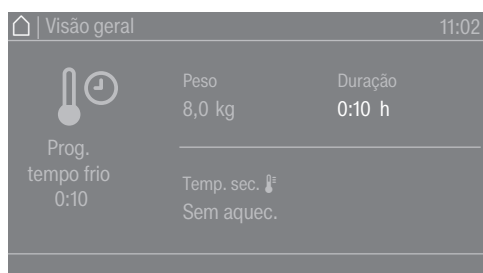 | Visão geral 11:02
Prog.
tempo frio
0:10
Peso
8,0 kg
Duração
0:10 h
Temp. sec.
Sem aquec.